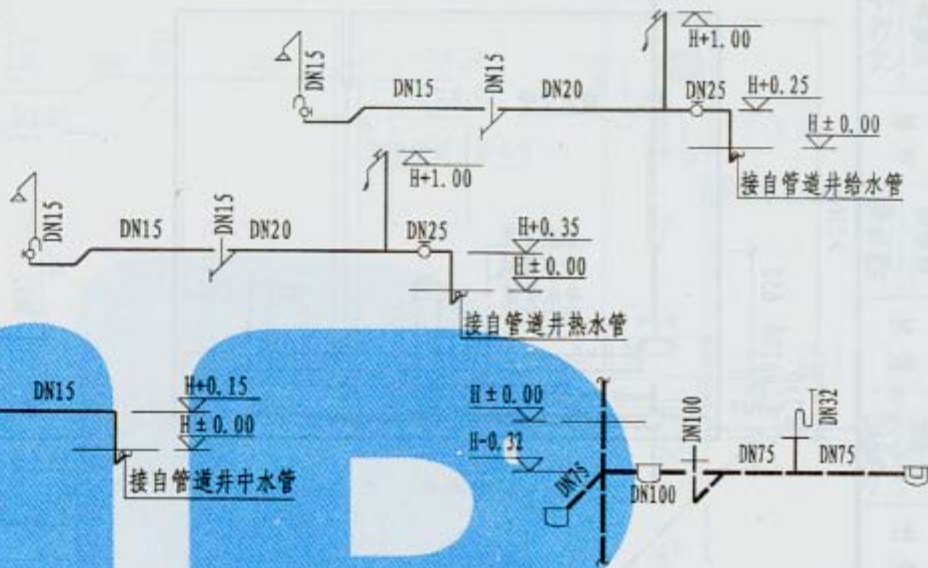 H+1.00
DN15
DN15
DN15
DN20
DN25
H+0.25
H±0.00
接自管道井给水管
H+1.00
DN15
DN15
DN15
DN20
DN25
H+0.35
H±0.00
接自管道井热水管
DN15
H+0.15
H±0.00
接自管道井中水管
H±0.00
H-0.32
DN75
DN100
DN100
DN75
DN75
DN32